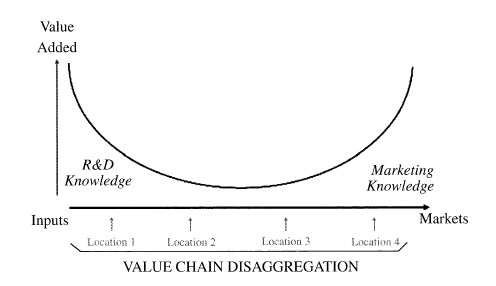 Value
Added
R&D
Knowledge
Marketing
Knowledge
Inputs
Markets
Location 1
Location 2
Location 3
Location 4
VALUE CHAIN DISAGGREGATION